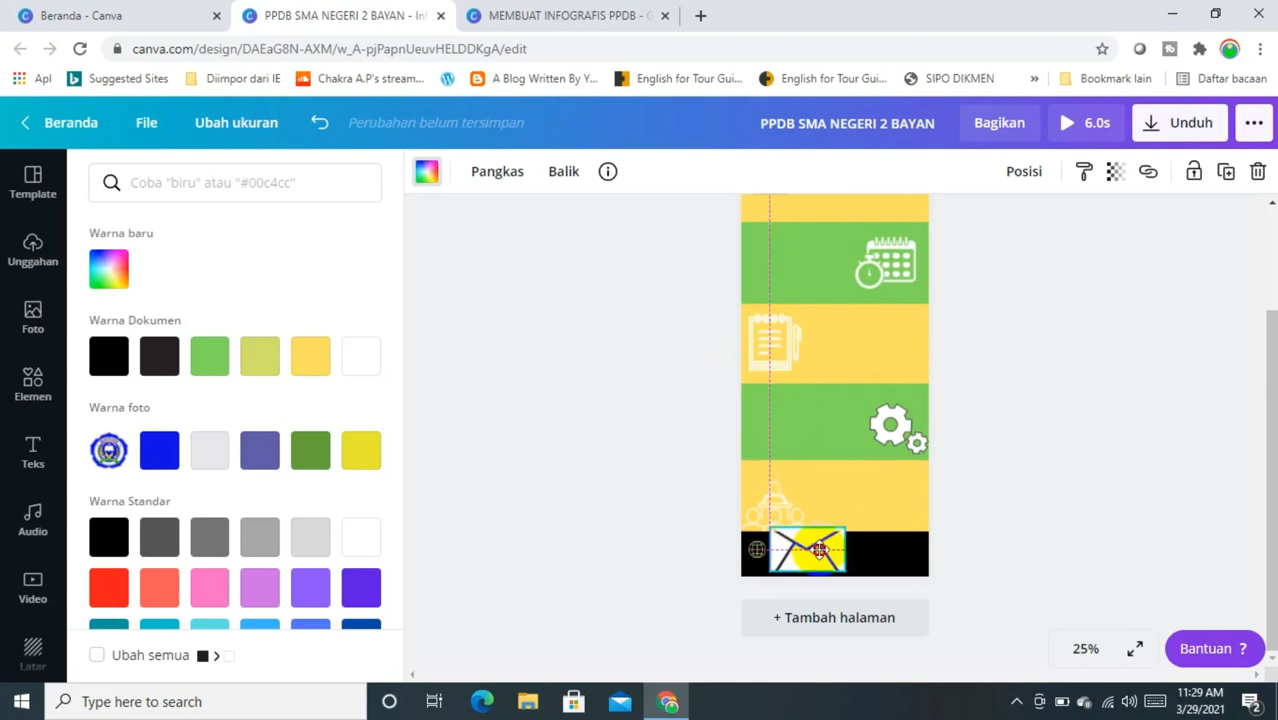 Beranda - Canva
PPDB SMA NEGERI 2 BAYAN - Inf
MEMBUAT INFOGRAFIS PPDB - G
canva.com/design/DAEaG8N-AXM/w_A-pjPapnUeuvHELDDKgA/edit
Apl
Suggested Sites
Diimpor dari IE
Chakra A.P's stream...
A Blog Written By Y...
English for Tour Gui...
English for Tour Gui...
SIPO DIKMEN
»
Bookmark lain
Daftar bacaan
Beranda
File
Ubah ukuran
Perubahan belum tersimpan
PPDB SMA NEGERI 2 BAYAN
Bagikan
6.0s
Unduh
Template
Unggahan
Foto
Elemen
Teks
Audio
Video
Latar
Coba "biru" atau "#00c4cc"
Warna baru
Warna Dokumen
Warna foto
Warna Standar
Ubah semua
Pangkas
Balik
Posisi
+ Tambah halaman
25%
Bantuan ?
Type here to search
11:29 AM
3/29/2021
2